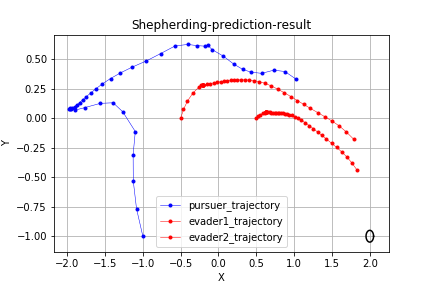 Shepherding-prediction-result
Y
0.50
0.25
0.00
−0.25
−0.50
−0.75
−1.00
pursuer_trajectory
evader1_trajectory
evader2_trajectory
−2.0 −1.5 −1.0 −0.5 0.0 0.5 1.0 1.5 2.0
X